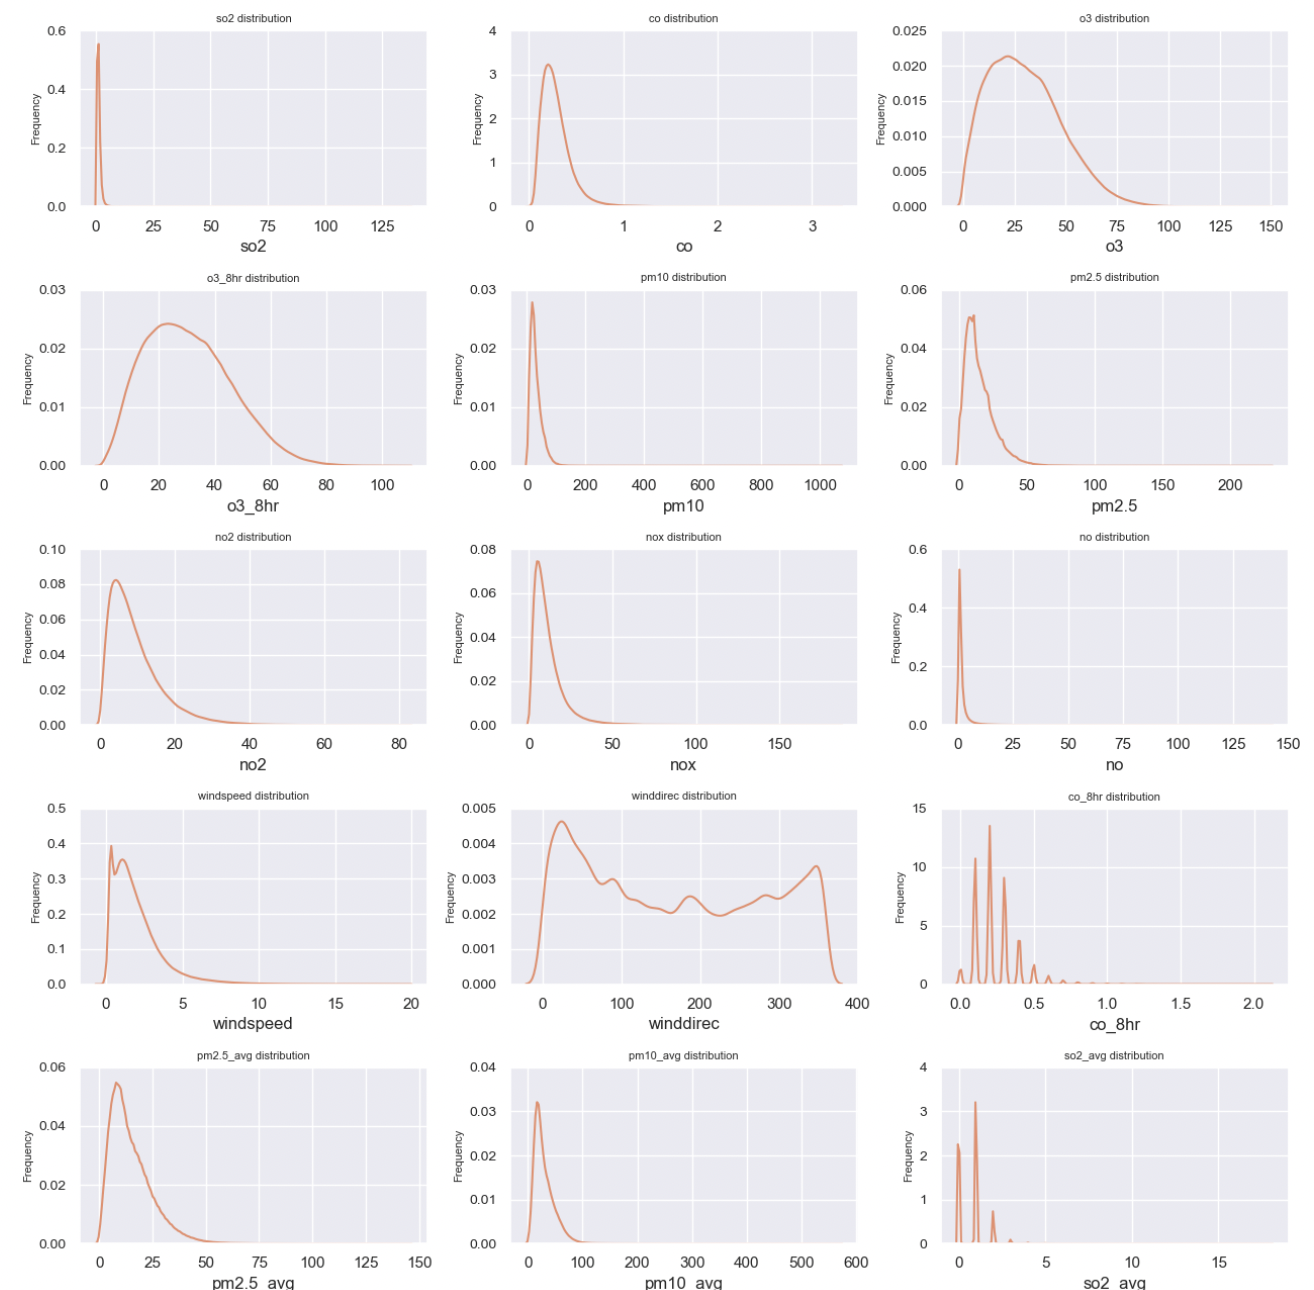 so2 distribution
0.6
0.4
0.2
0.0
Frequency
0 25 50 75 100 125
so2
co distribution
4
3
2
1
0
Frequency
0 1 2 3
co
o3 distribution
0.025
0.020
0.015
0.010
0.005
0.000
Frequency
0 25 50 75 100 125 150
o3
o3_8hr distribution
0.03
0.02
0.01
0.00
Frequency
0 20 40 60 80 100
o3_8hr
pm10 distribution
0.03
0.02
0.01
0.00
Frequency
0 200 400 600 800 1000
pm10
pm2.5 distribution
0.06
0.04
0.02
0.00
Frequency
0 50 100 150 200
pm2.5
no2 distribution
0.10
0.08
0.06
0.04
0.02
0.00
Frequency
0 20 40 60 80
no2
nox distribution
0.08
0.06
0.04
0.02
0.00
Frequency
0 50 100 150
nox
no distribution
0.6
0.4
0.2
0.0
Frequency
0 25 50 75 100 125 150
no
windspeed distribution
0.5
0.4
0.3
0.2
0.1
0.0
Frequency
0 5 10 15 20
windspeed
winddirec distribution
0.005
0.004
0.003
0.002
0.001
0.000
Frequency
0 100 200 300 400
winddirec
co_8hr distribution
15
10
5
0
Frequency
0.0 0.5 1.0 1.5 2.0
co_8hr
pm2.5_avg distribution
0.06
0.04
0.02
0.00
Frequency
0 25 50 75 100 125 150
pm2.5_avg
pm10_avg distribution
0.04
0.03
0.02
0.01
0.00
Frequency
0 100 200 300 400 500 600
pm10_avg
so2_avg distribution
4
3
2
1
0
Frequency
0 5 10 15
so2_avg